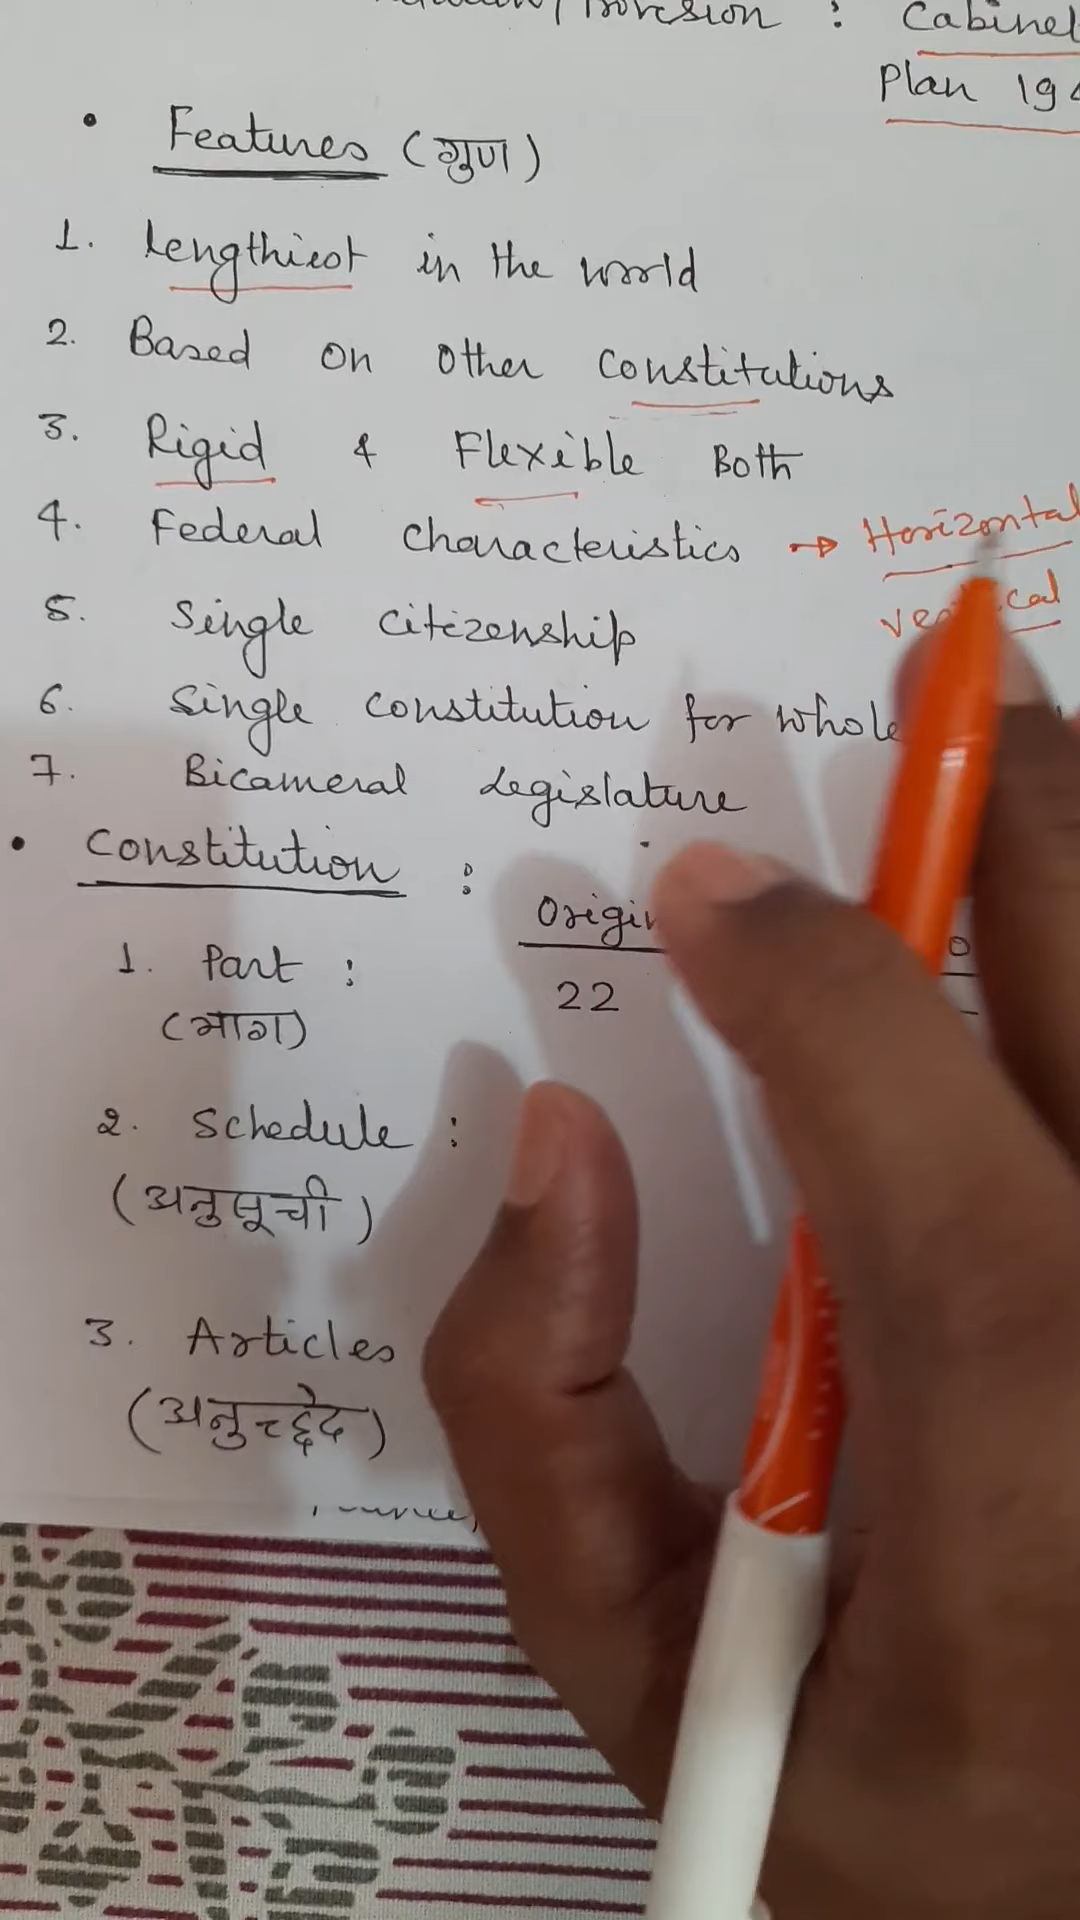 : Cabinet
Plan 19
• Features (गुण)
1. Lengthiest in the world
2. Based on other constitutions
3. Rigid & Flexible Both
4. Federal characteristics → Horizontal
5. Single citizenship
6. Single constitution for whole
7. Bicameral Legislature
• Constitution :
1. Part : 22
(भाग)
2. Schedule :
(अनुसूची)
3. Articles
(अनुच्छेद)